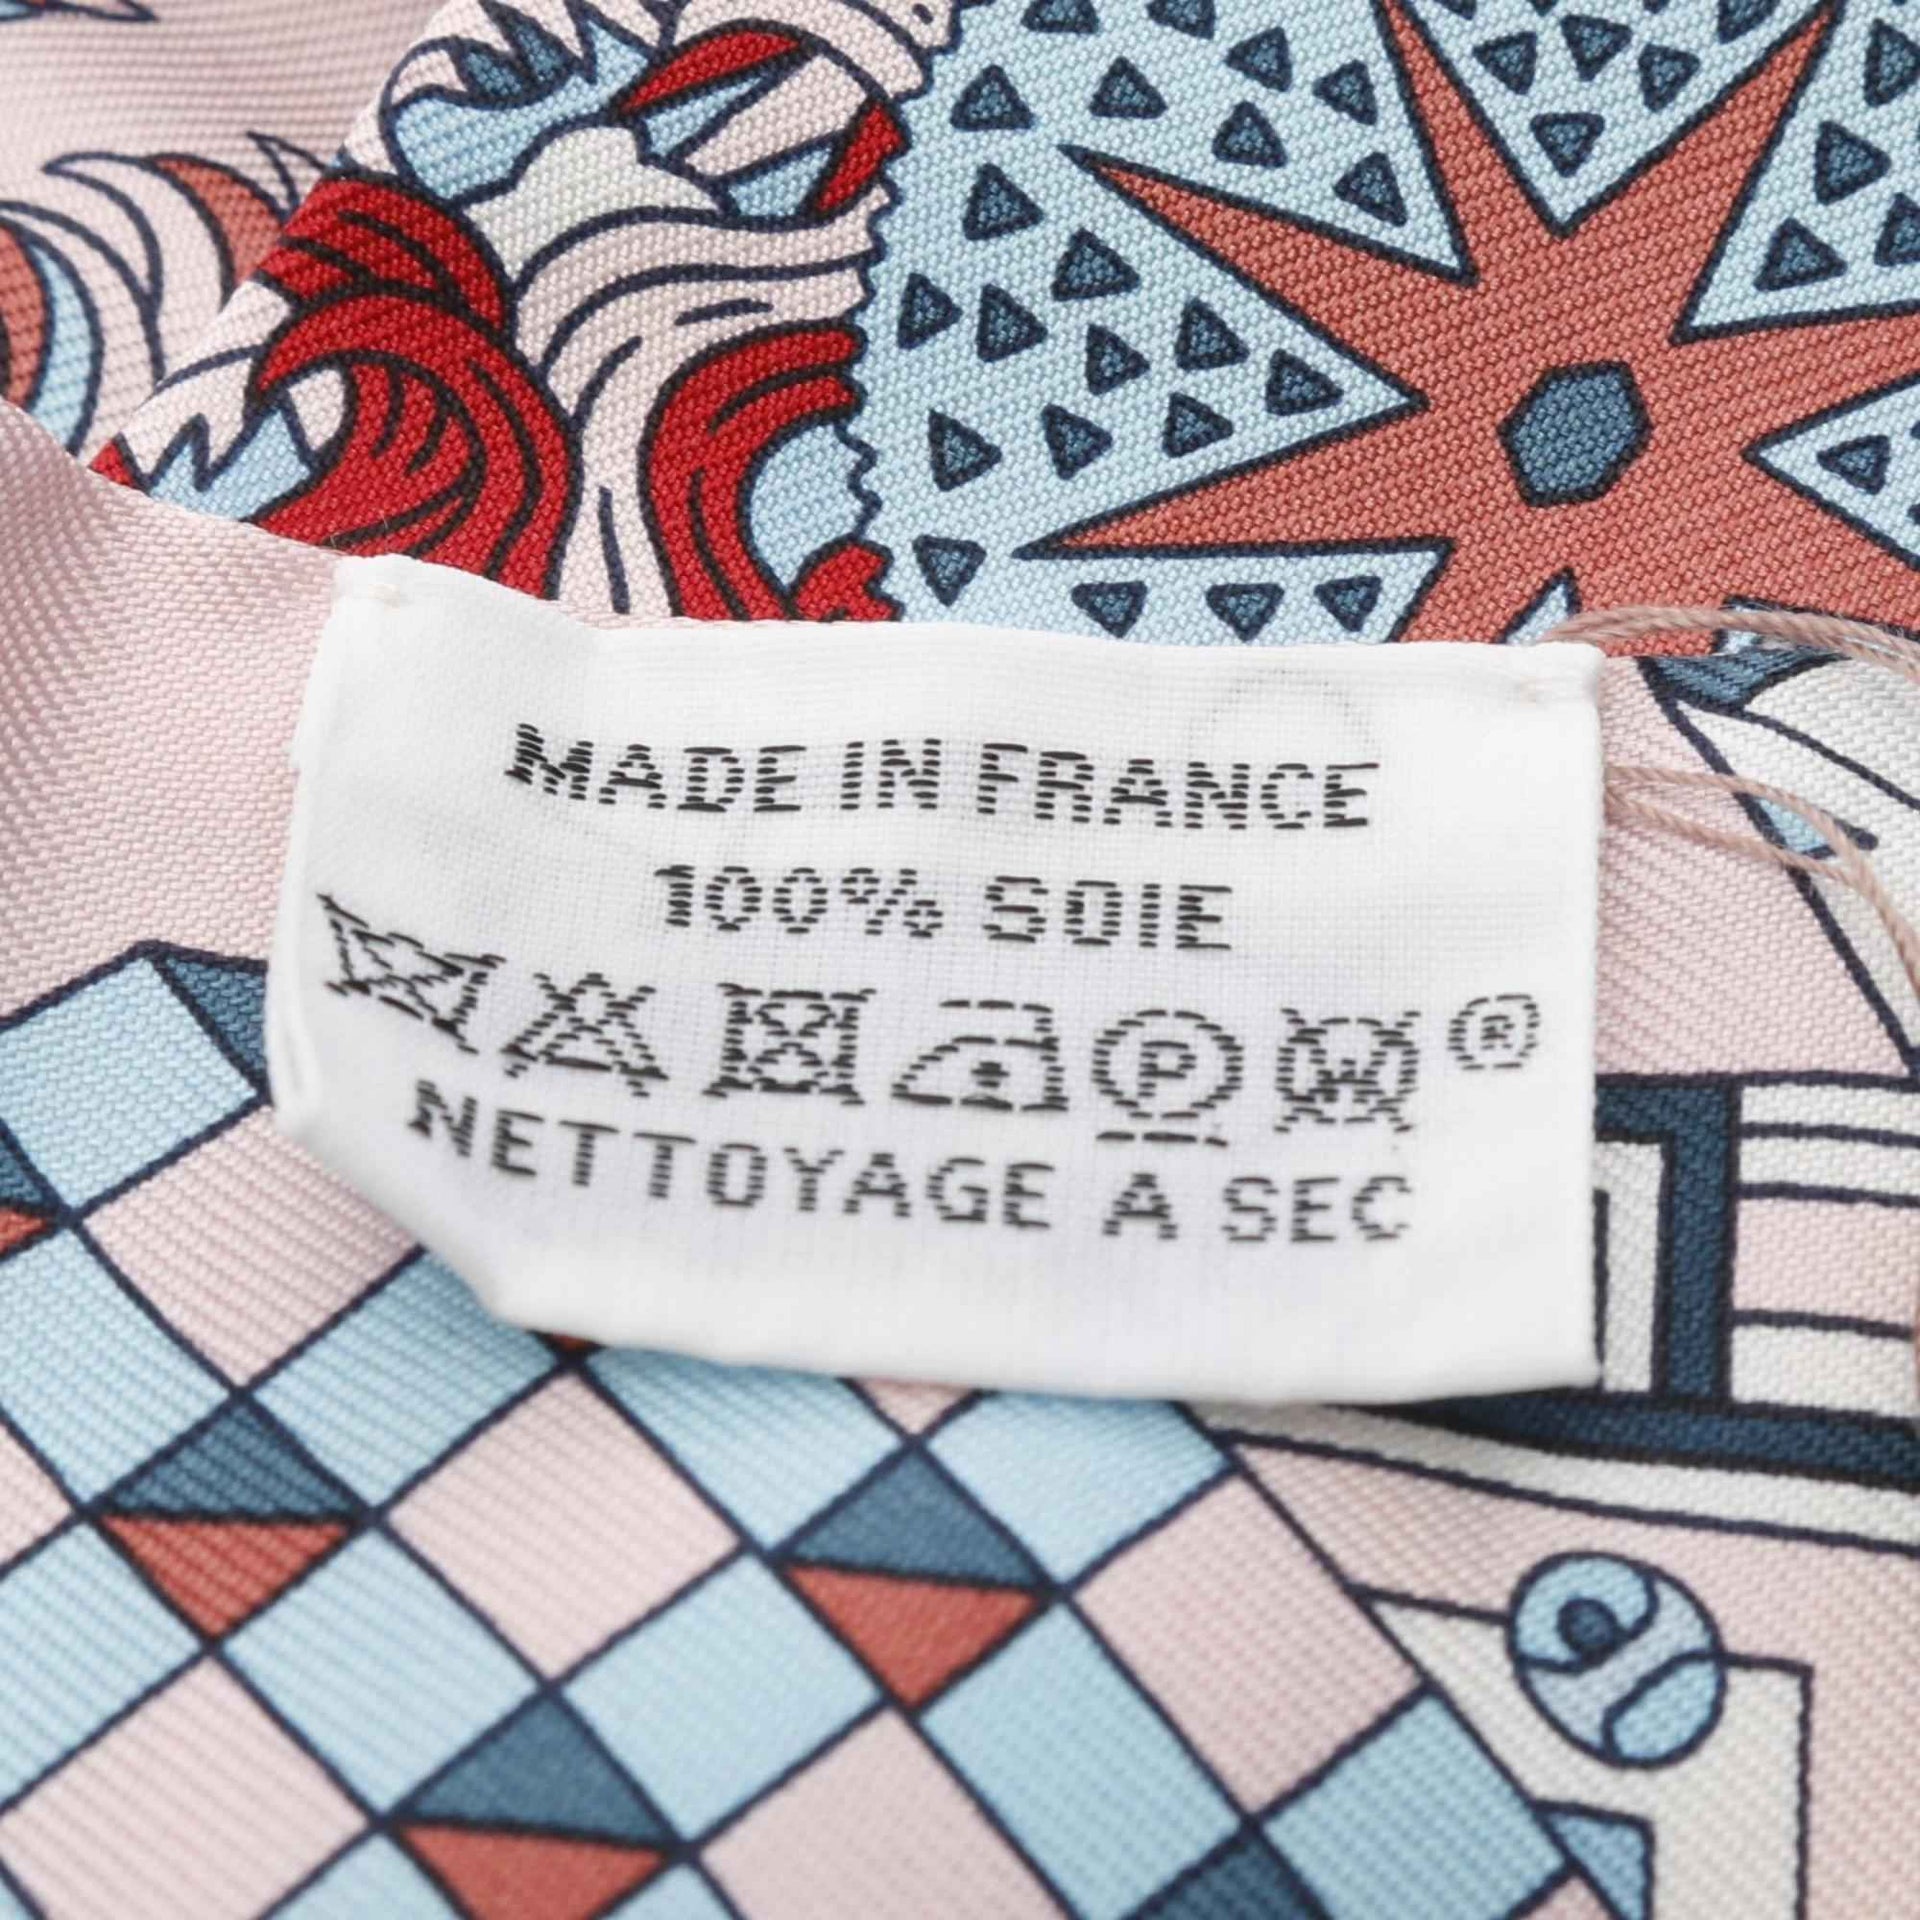 MADE IN FRANCE
100% SOIE
P W ®
NETTOYAGE A SEC